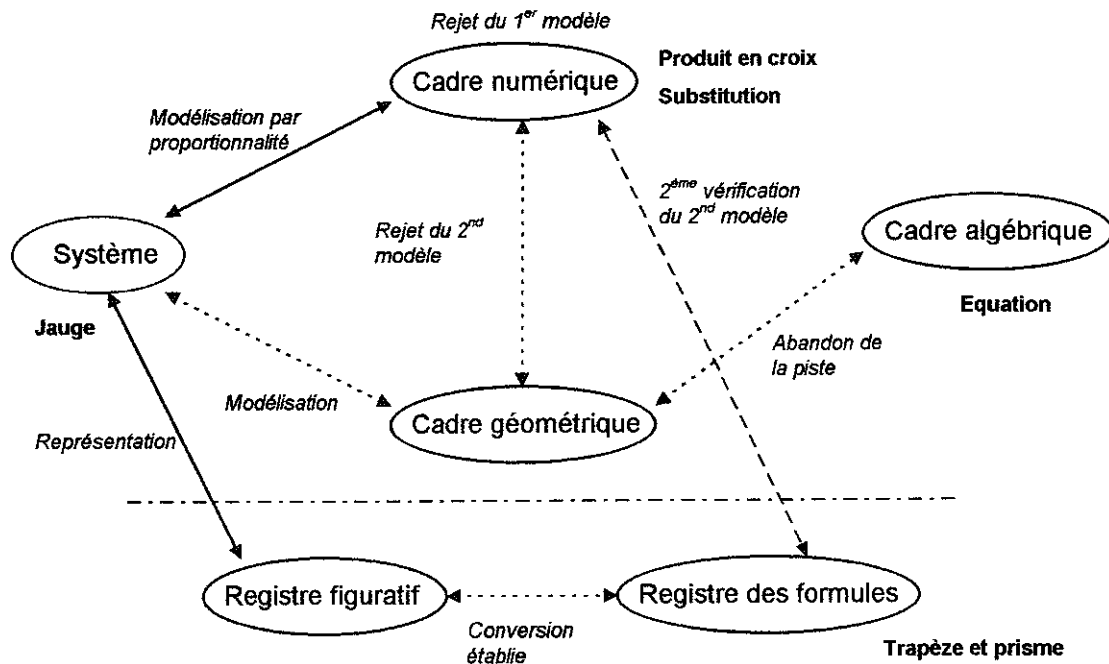 Rejet du 1er modèle
Cadre numérique
Produit en croix
Substitution
Modélisation par
proportionnalité
2ème vérification
du 2nd modèle
Rejet du 2nd
modèle
Système
Cadre algébrique
Jauge
Equation
Abandon de
la piste
Modélisation
Cadre géométrique
Représentation
Registre figuratif
Registre des formules
Conversion
établie
Trapèze et prisme